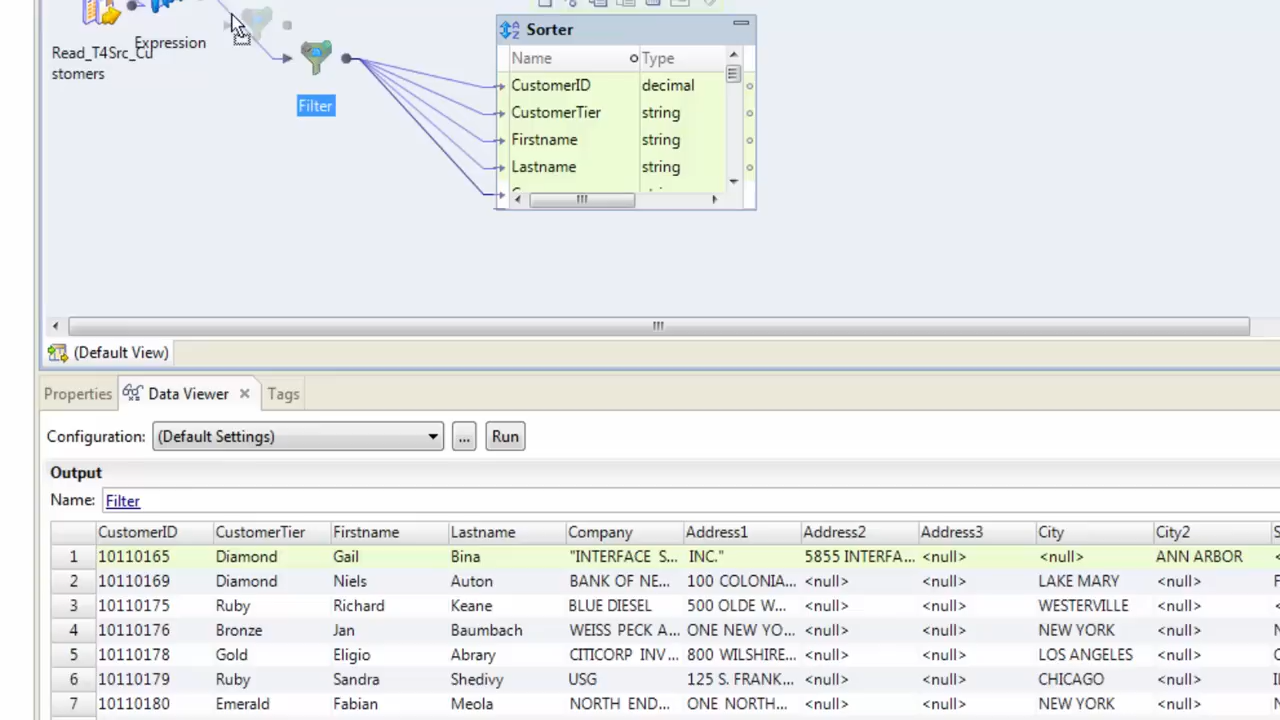 Read_T4Src_Cu
stomers
Expression
Filter
Sorter
Name Type
CustomerID decimal
CustomerTier string
Firstname string
Lastname string
(Default View)
Properties Data Viewer Tags
Configuration: (Default Settings) ... Run
Output
Name: Filter
CustomerID CustomerTier Firstname Lastname Company Address1 Address2 Address3 City City2
1 10110165 Diamond Gail Bina "INTERFACE S... INC." 5855 INTERFA... <null> <null> ANN ARBOR
2 10110169 Diamond Niels Auton BANK OF NE... 100 COLONIA... <null> <null> LAKE MARY <null>
3 10110175 Ruby Richard Keane BLUE DIESEL 500 OLDE W... <null> <null> WESTERVILLE <null>
4 10110176 Bronze Jan Baumbach WEISS PECK A... ONE NEW YO... <null> <null> NEW YORK <null>
5 10110178 Gold Eligio Abrary CITICORP INV... 800 WILSHIRE... <null> <null> LOS ANGELES <null>
6 10110179 Ruby Sandra Shedivy USG 125 S. FRANK... <null> <null> CHICAGO <null>
7 10110180 Emerald Fabian Meola NORTH END... ONE NORTH... <null> <null> NEW YORK <null>